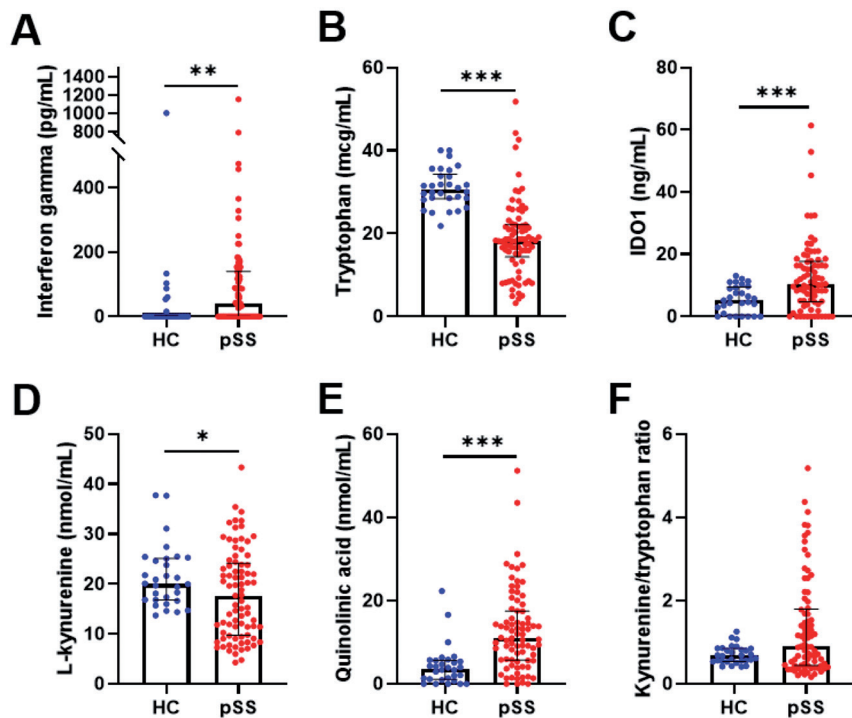 A
Interferon gamma (pg/mL)
1400
1200
1000
800
400
200
0
**
HC
pSS
B
Tryptophan (mcg/mL)
60
40
20
0
***
HC
pSS
C
IDO1 (ng/mL)
80
60
40
20
0
***
HC
pSS
D
L-kynurenine (nmol/mL)
50
40
30
20
10
0
*
HC
pSS
E
Quinolinic acid (nmol/mL)
60
40
20
0
***
HC
pSS
F
Kynurenine/tryptophan ratio
6
4
2
0
HC
pSS